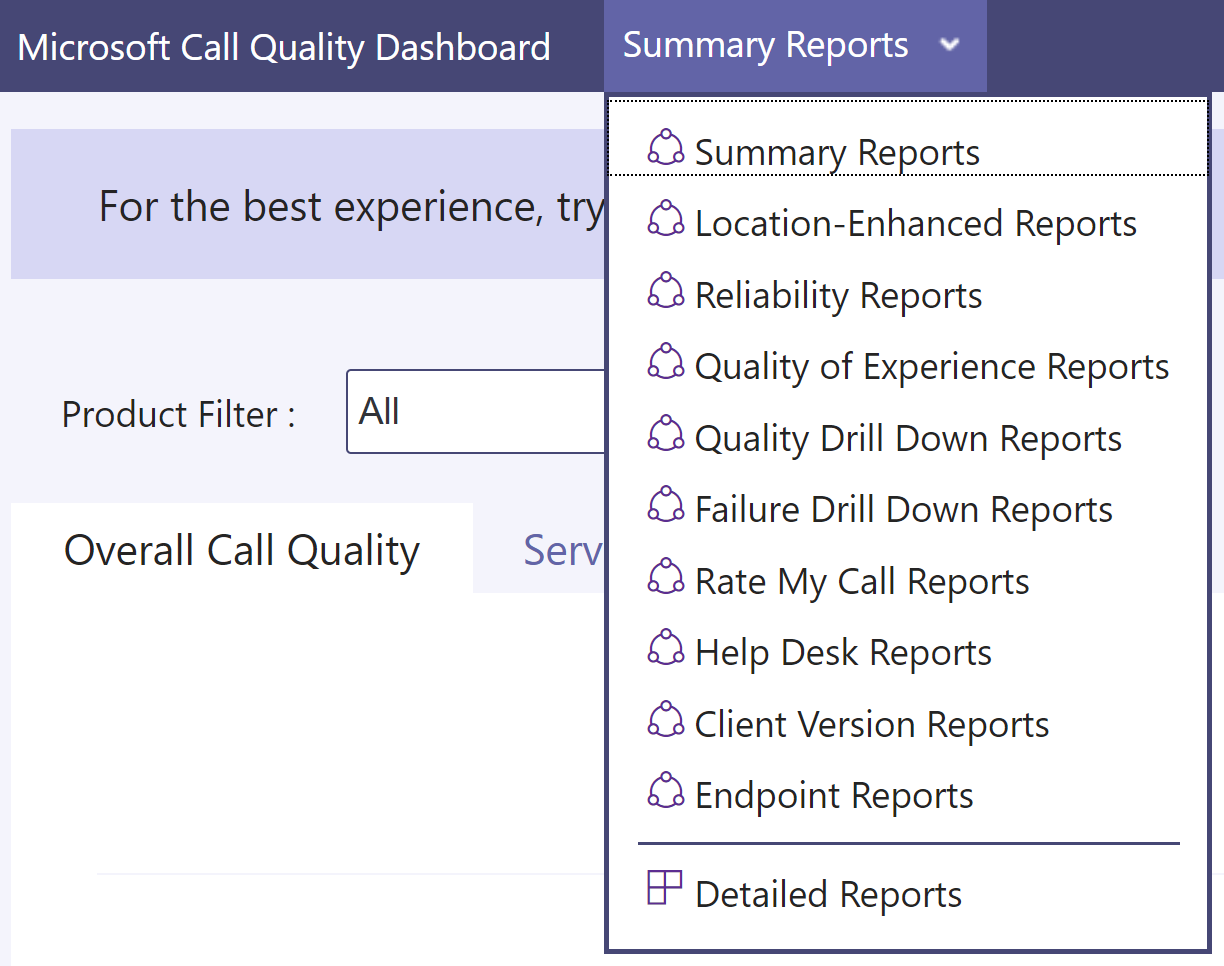 Microsoft Call Quality Dashboard
Summary Reports
For the best experience, try
Product Filter :
All
Overall Call Quality
Serv
Summary Reports
Location-Enhanced Reports
Reliability Reports
Quality of Experience Reports
Quality Drill Down Reports
Failure Drill Down Reports
Rate My Call Reports
Help Desk Reports
Client Version Reports
Endpoint Reports
Detailed Reports